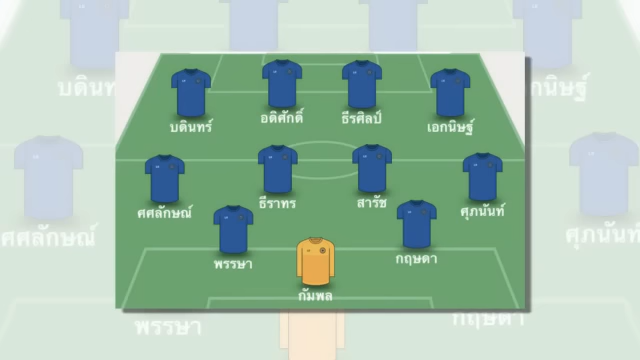 บดินทร์
อดิศักดิ์
ธีรศิลป์
เอกนิษฐ์
ศศลักษณ์
ธีราทร
สารัช
ศุภนันท์
พรรษา
กฤษดา
กัมพล